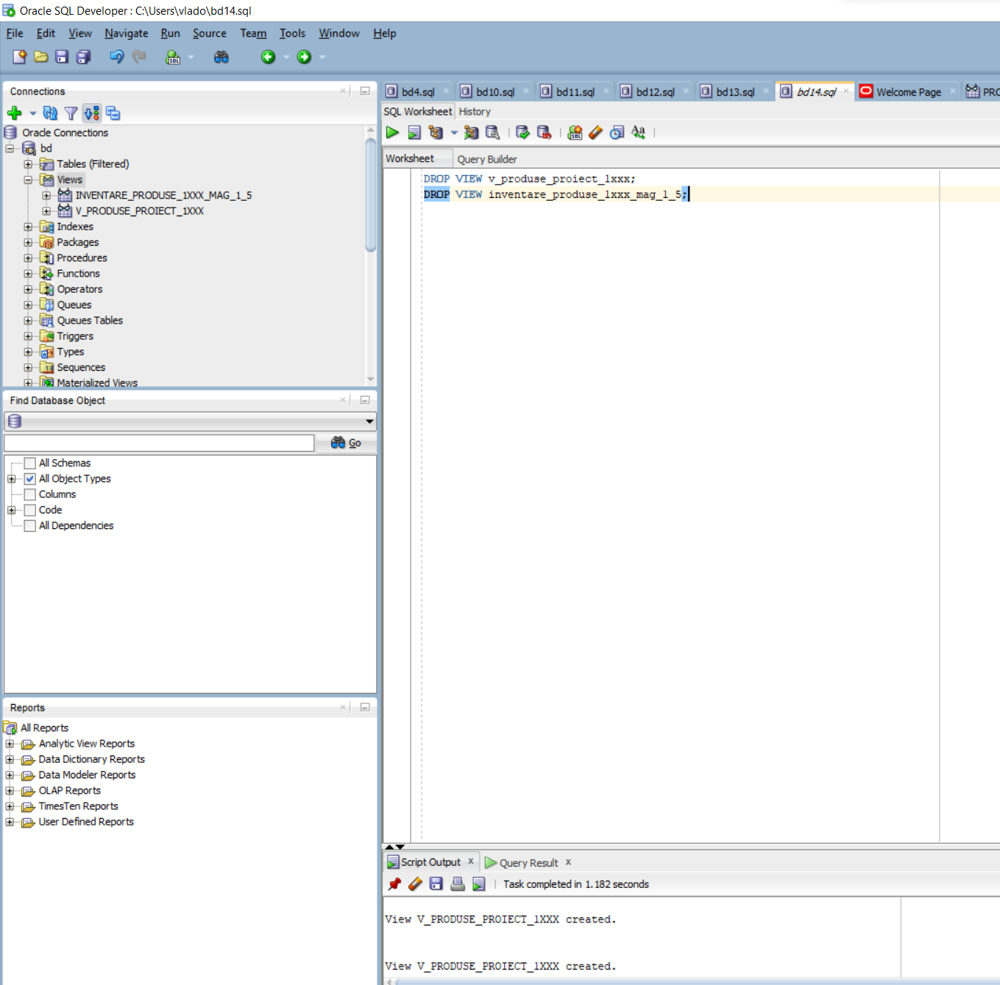 Oracle SQL Developer : C:\Users\vlado\bd14.sql
File Edit View Navigate Run Source Team Tools Window Help
Connections
Oracle Connections
bd
Tables (Filtered)
Views
INVENTARE_PRODUSE_1XXX_MAG_1_5
V_PRODUSE_PROIECT_1XXX
Indexes
Packages
Procedures
Functions
Operators
Queues
Queues Tables
Triggers
Types
Sequences
Materialized Views
Find Database Object
Go
All Schemas
All Object Types
Columns
Code
All Dependencies
Reports
All Reports
Analytic View Reports
Data Dictionary Reports
Data Modeler Reports
OLAP Reports
TimesTen Reports
User Defined Reports
bd4.sql bd10.sql bd11.sql bd12.sql bd13.sql bd14.sql Welcome Page PRO
SQL Worksheet History
Worksheet Query Builder
DROP VIEW v_produse_proiect_1xxx;
DROP VIEW inventare_produse_1xxx_mag_1_5;
Script Output Query Result
Task completed in 1.182 seconds
View V_PRODUSE_PROIECT_1XXX created.
View V_PRODUSE_PROIECT_1XXX created.